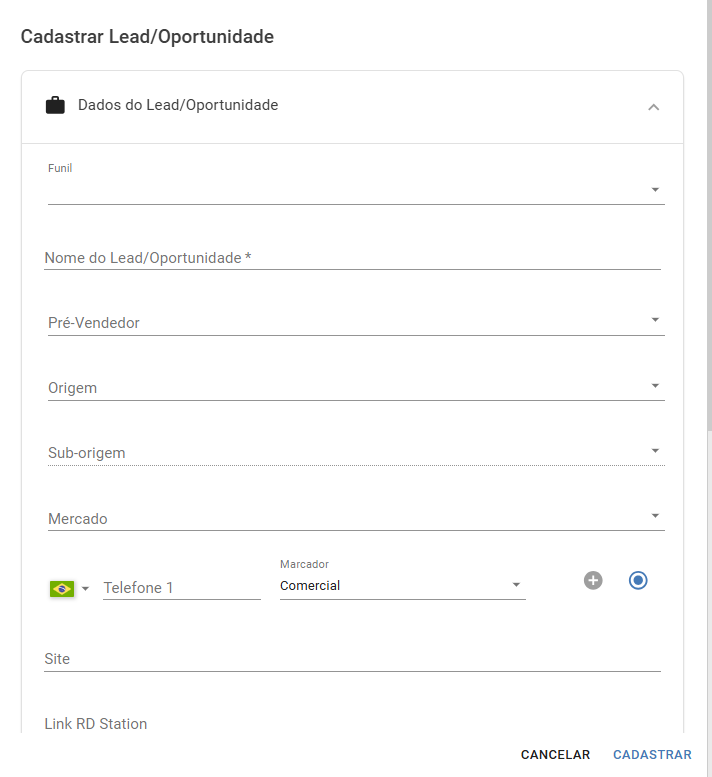 Cadastrar Lead/Oportunidade
Dados do Lead/Oportunidade
Funil
Nome do Lead/Oportunidade *
Pré-Vendedor
Origem
Sub-origem
Mercado
Marcador
Telefone 1
Comercial
Site
Link RD Station
CANCELAR
CADASTRAR